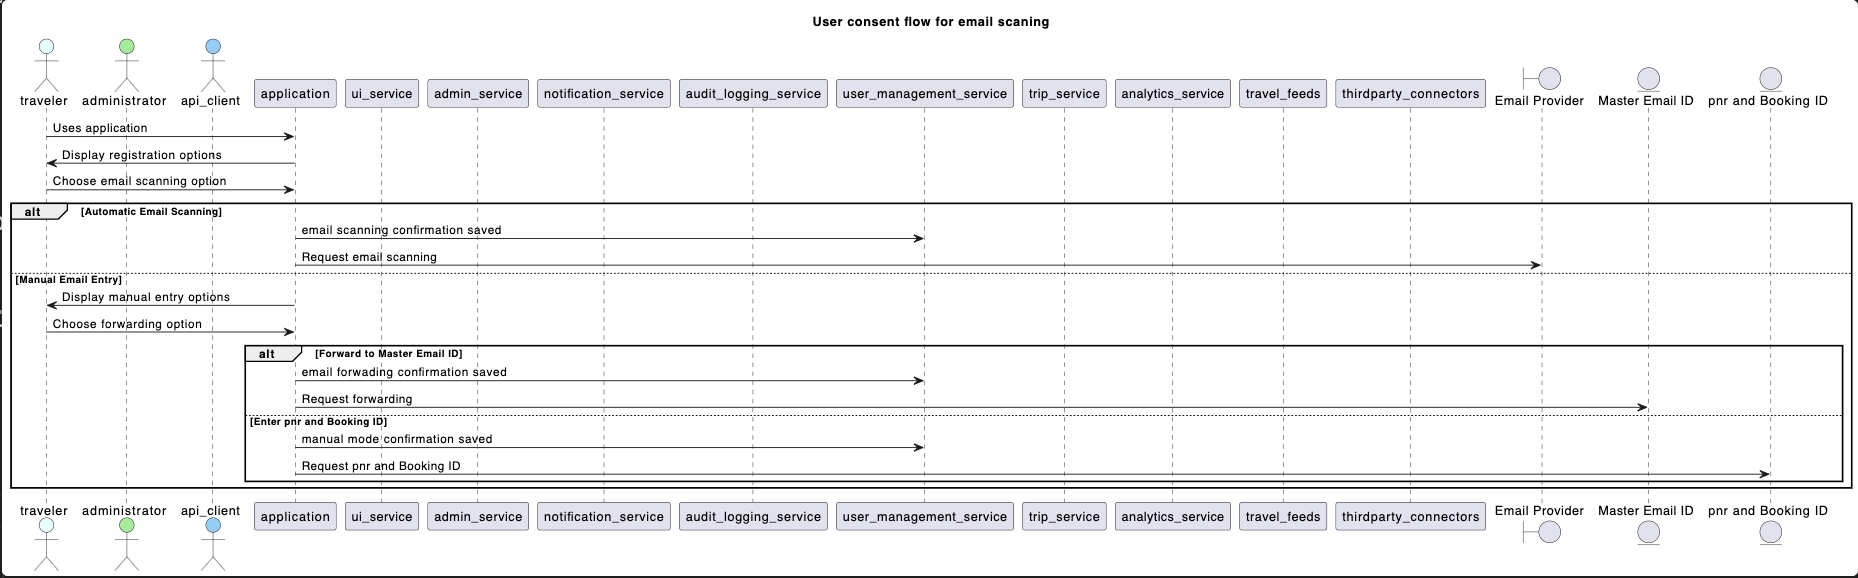 User consent flow for email scaning
traveler administrator api_client application ui_service admin_service notification_service audit_logging_service user_management_service trip_service analytics_service travel_feeds thirdparty_connectors Email Provider Master Email ID pnr and Booking ID
Uses application
Display registration options
Choose email scanning option
alt [Automatic Email Scanning]
email scanning confirmation saved
Request email scanning
[Manual Email Entry]
Display manual entry options
Choose forwarding option
alt [Forward to Master Email ID]
email forwading confirmation saved
Request forwarding
[Enter pnr and Booking ID]
manual mode confirmation saved
Request pnr and Booking ID
traveler administrator api_client application ui_service admin_service notification_service audit_logging_service user_management_service trip_service analytics_service travel_feeds thirdparty_connectors Email Provider Master Email ID pnr and Booking ID